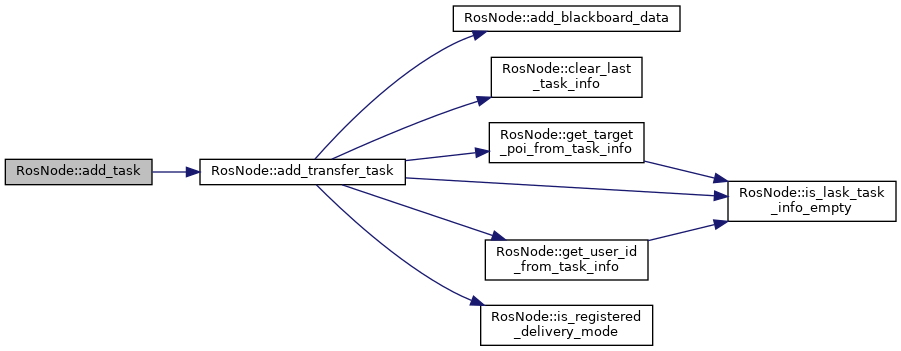 RosNode::add_task
RosNode::add_transfer_task
RosNode::add_blackboard_data
RosNode::clear_last
_task_info
RosNode::get_target
_poi_from_task_info
RosNode::get_user_id
_from_task_info
RosNode::is_registered
_delivery_mode
RosNode::is_lask_task
_info_empty